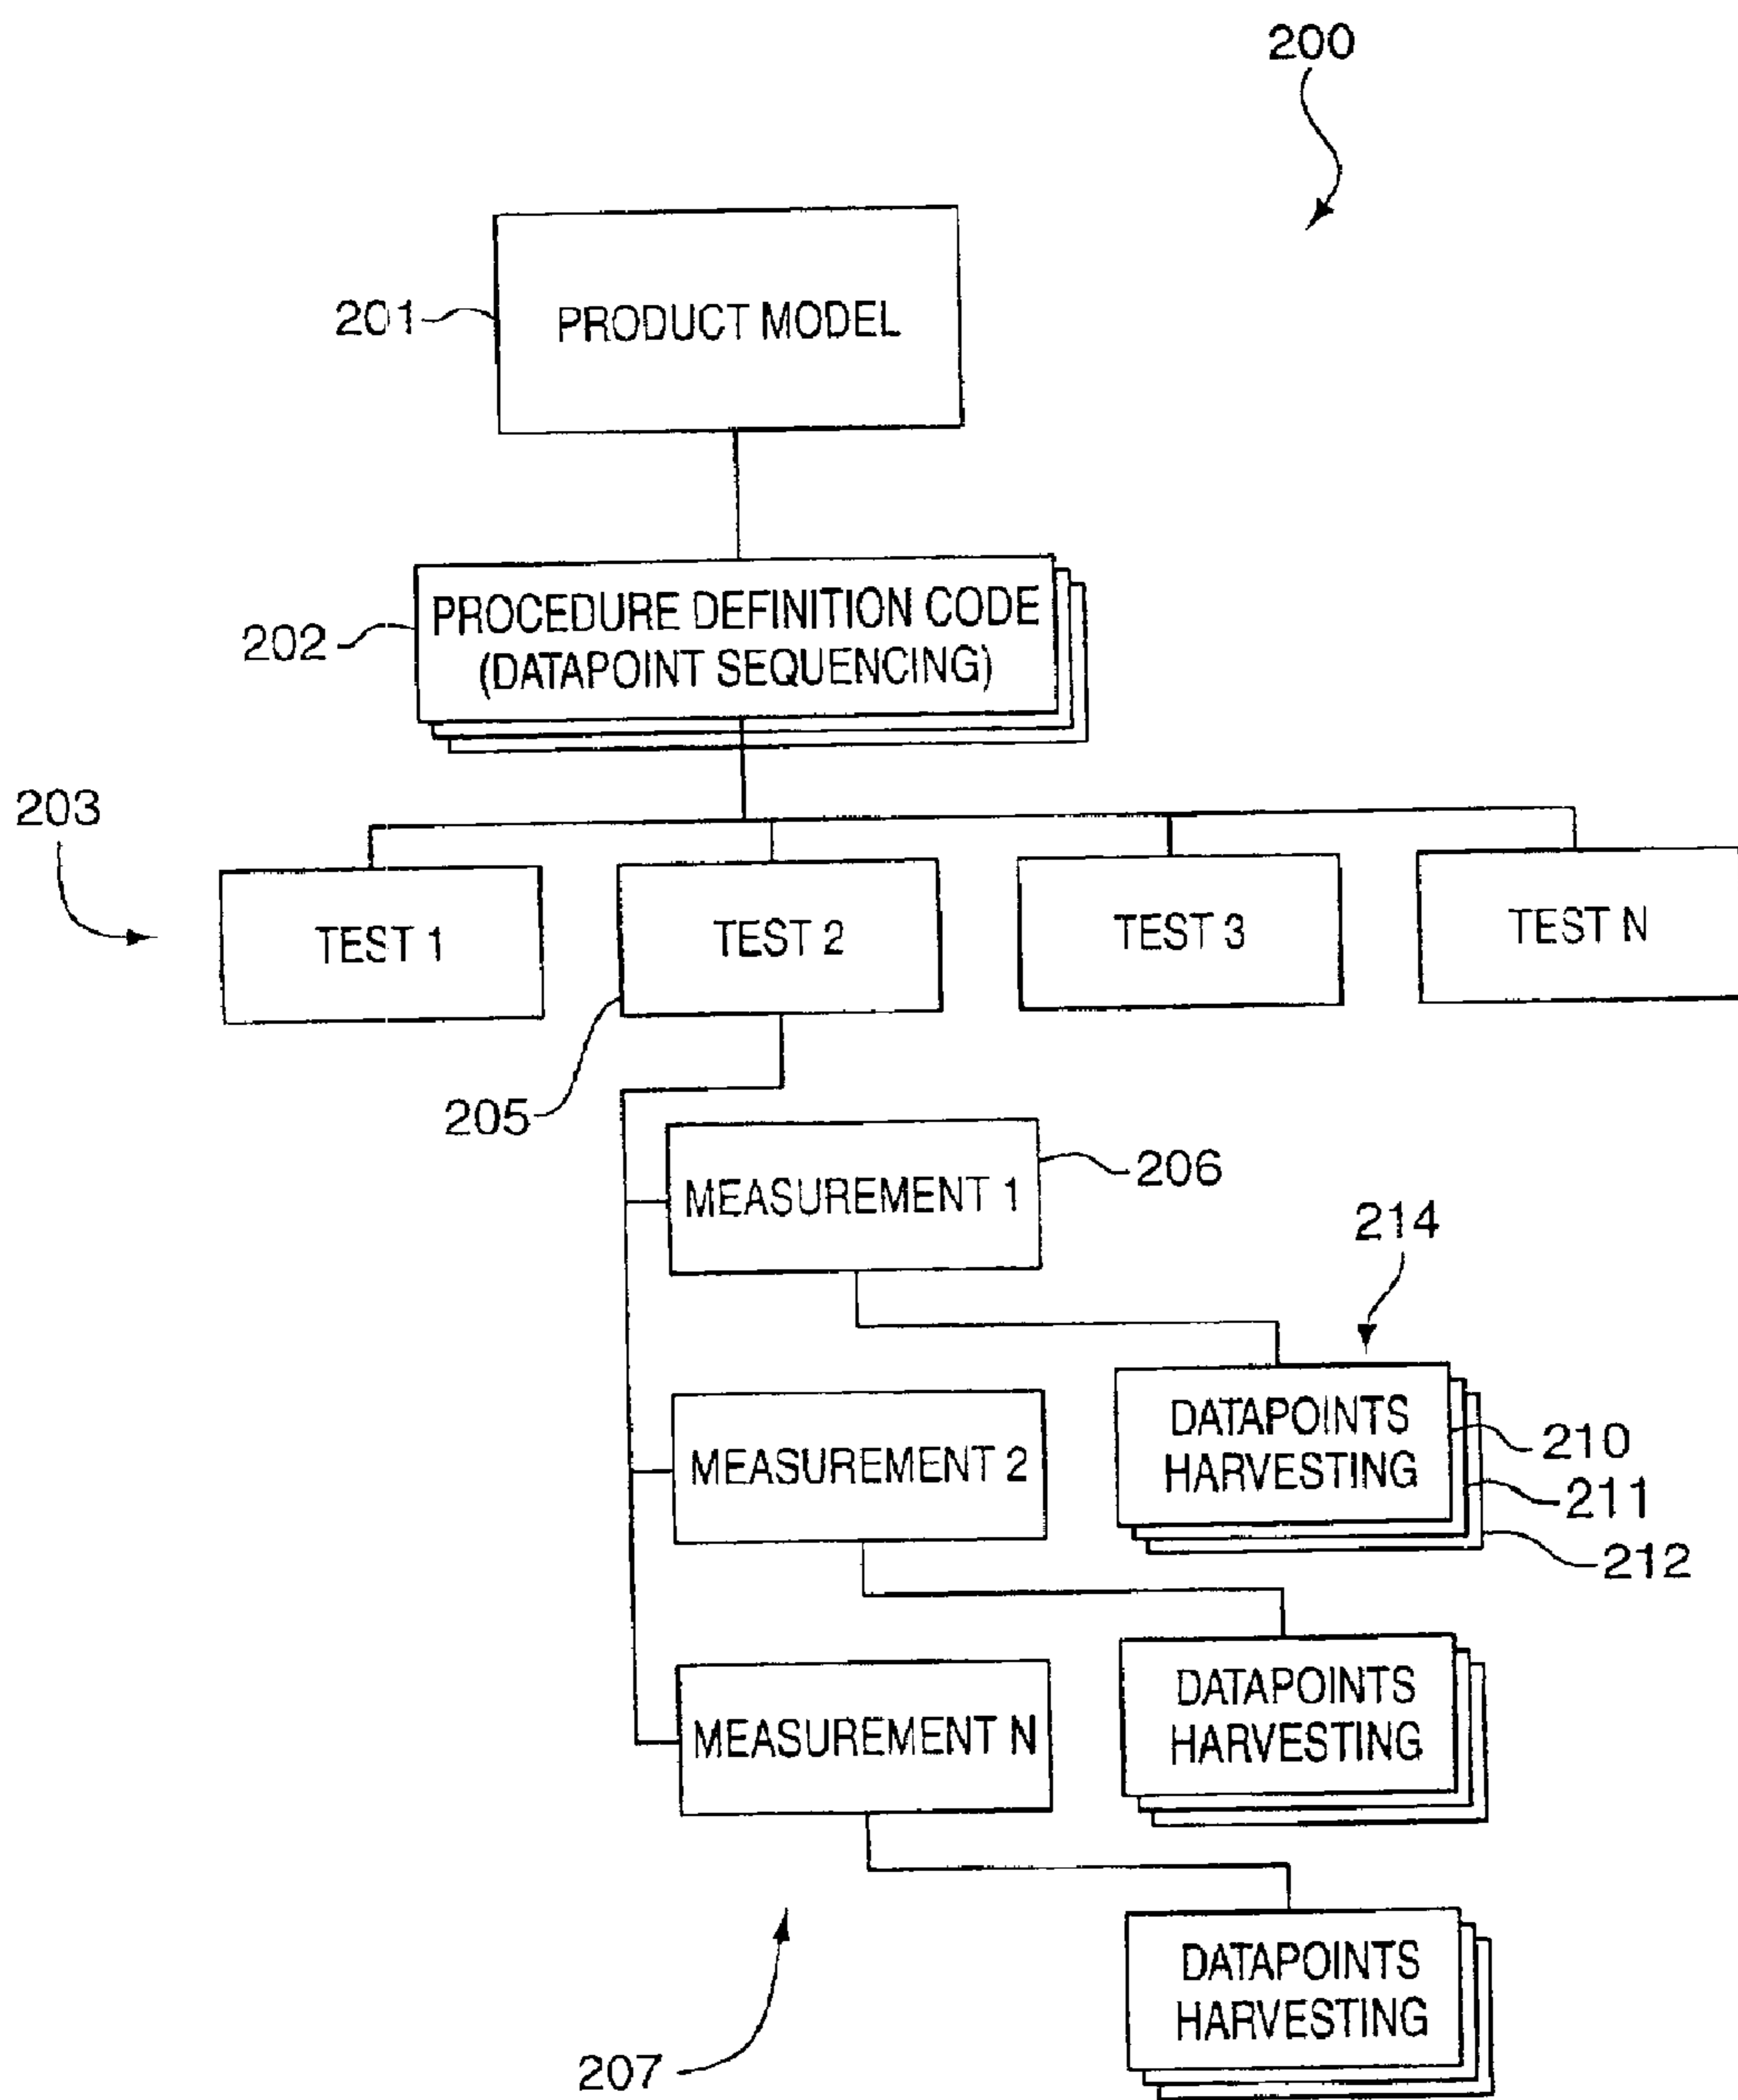 200
201
PRODUCT MODEL
202
PROCEDURE DEFINITION CODE
(DATAPOINT SEQUENCING)
203
TEST 1
TEST 2
TEST 3
TEST N
205
MEASUREMENT 1
206
214
DATAPOINTS
HARVESTING
210
211
212
MEASUREMENT 2
DATAPOINTS
HARVESTING
MEASUREMENT N
DATAPOINTS
HARVESTING
207